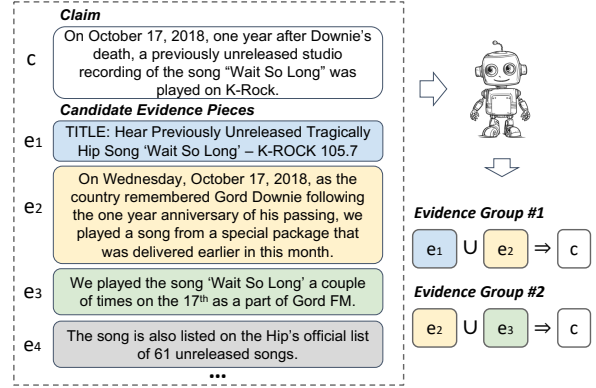 Claim
c
On October 17, 2018, one year after Downie's
death, a previously unreleased studio
recording of the song “Wait So Long” was
played on K-Rock.
Candidate Evidence Pieces
e1
TITLE: Hear Previously Unreleased Tragically
Hip Song ‘Wait So Long’ – K-ROCK 105.7
e2
On Wednesday, October 17, 2018, as the
country remembered Gord Downie following
the one year anniversary of his passing, we
played a song from a special package that
was delivered earlier in this month.
e3
We played the song ‘Wait So Long’ a couple
of times on the 17th as a part of Gord FM.
e4
The song is also listed on the Hip's official list
of 61 unreleased songs.
•••
Evidence Group #1
e1 ∪ e2 ⇒ c
Evidence Group #2
e2 ∪ e3 ⇒ c